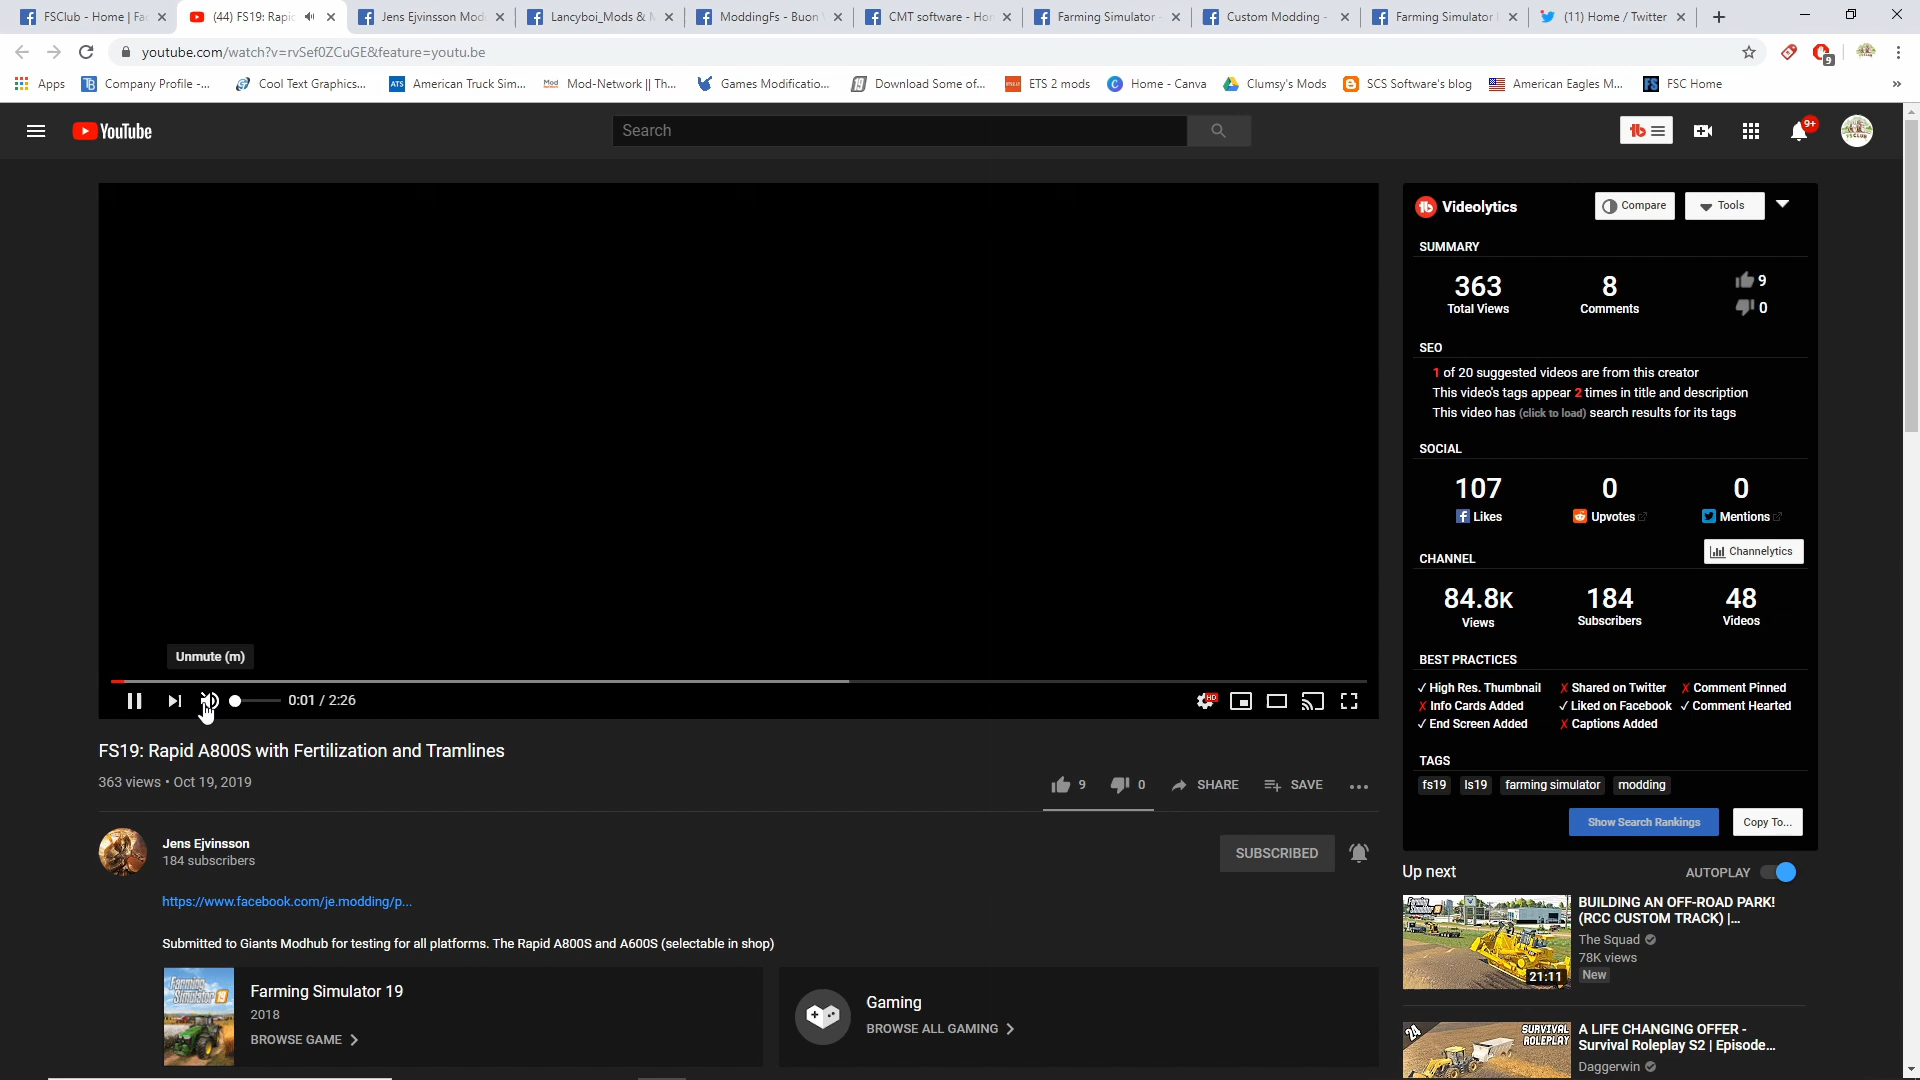 FSClub - Home | Fa
(44) FS19: Rapid
Jens Ejvinsson Mod
Lancyboi_Mods &
ModdingFs - Buon
CMT software - Ho
Farming Simulator -
Custom Modding -
Farming Simulator
(11) Home / Twitter
youtube.com/watch?v=rvSef0ZCuGE&feature=youtu.be
9
Apps
Company Profile -...
Cool Text Graphics...
ATS
American Truck Sim...
Mod-Network || Th...
Games Modificatio...
19
Download Some of...
ETS 2 mods
Home - Canva
Clumsy's Mods
SCS Software's blog
American Eagles M...
FS
FSC Home
»
YouTube
Search
9+
Unmute (m)
0:01 / 2:26
HD
FS19: Rapid A800S with Fertilization and Tramlines
363 views • Oct 19, 2019
9
0
SHARE
SAVE
Jens Ejvinsson
184 subscribers
SUBSCRIBED
https://www.facebook.com/je.modding/p...
Submitted to Giants Modhub for testing for all platforms. The Rapid A800S and A600S (selectable in shop)
Farming Simulator 19
2018
BROWSE GAME
Gaming
BROWSE ALL GAMING
Videolytics
Compare
Tools
SUMMARY
363
Total Views
8
Comments
9
0
SEO
1 of 20 suggested videos are from this creator
This video's tags appear 2 times in title and description
This video has (click to load) search results for its tags
SOCIAL
107
Likes
0
Upvotes
0
Mentions
CHANNEL
Channelytics
84.8K
Views
184
Subscribers
48
Videos
BEST PRACTICES
✓ High Res. Thumbnail ✗ Shared on Twitter ✗ Comment Pinned
✗ Info Cards Added ✓ Liked on Facebook ✓ Comment Hearted
✓ End Screen Added ✗ Captions Added
TAGS
fs19 ls19 farming simulator modding
Show Search Rankings
Copy To...
Up next
AUTOPLAY
21:11
BUILDING AN OFF-ROAD PARK!
(RCC CUSTOM TRACK) |...
The Squad
78K views
New
24
SURVIVAL
ROLEPLAY
A LIFE CHANGING OFFER -
Survival Roleplay S2 | Episode...
Daggerwin